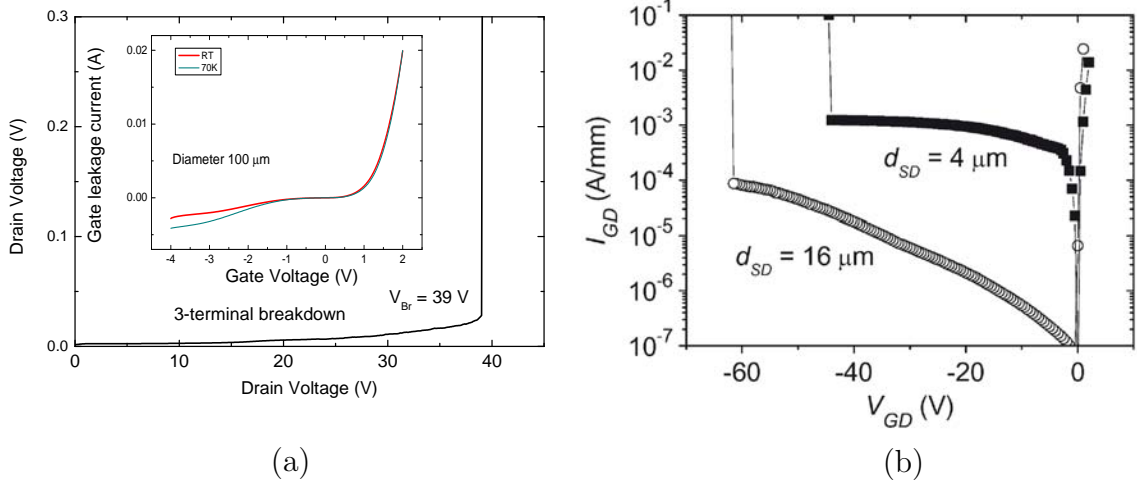 0.3
0.2
0.1
0.0
Drain Voltage (V)
Gate leakage current (A)
0.02
0.01
0.00
RT
70K
Diameter 100 μm
-4 -3 -2 -1 0 1 2
Gate Voltage (V)
V_Br = 39 V
3-terminal breakdown
0 10 20 30 40
Drain Voltage (V)
(a)
10^-1
10^-2
10^-3
10^-4
10^-5
10^-6
10^-7
I_GD (A/mm)
d_SD = 4 μm
d_SD = 16 μm
-60 -40 -20 0
V_GD (V)
(b)